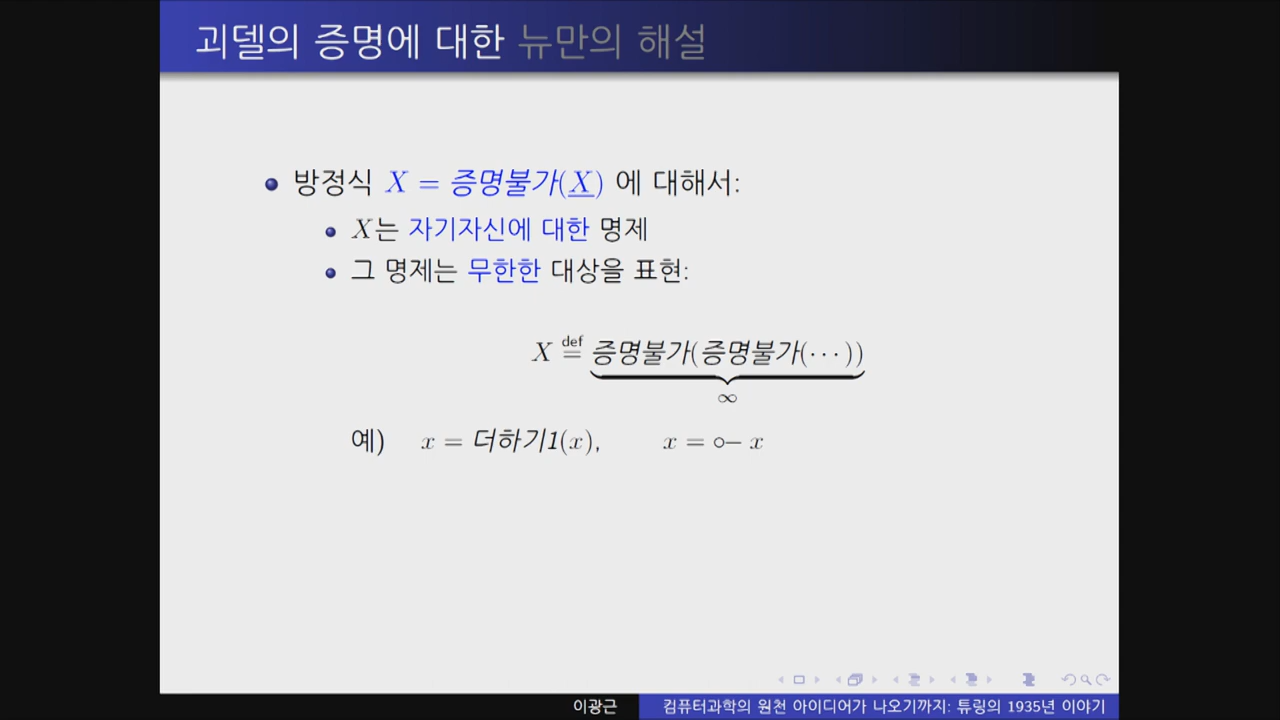 괴델의 증명에 대한 뉴만의 해설
방정식 X = 증명불가(X) 에 대해서:
X는 자기자신에 대한 명제
그 명제는 무한한 대상을 표현:
X def= 증명불가(증명불가(···))
∞
예) x = 더하기1(x), x = ○− x
이광근 컴퓨터과학의 원천 아이디어가 나오기까지: 튜링의 1935년 이야기